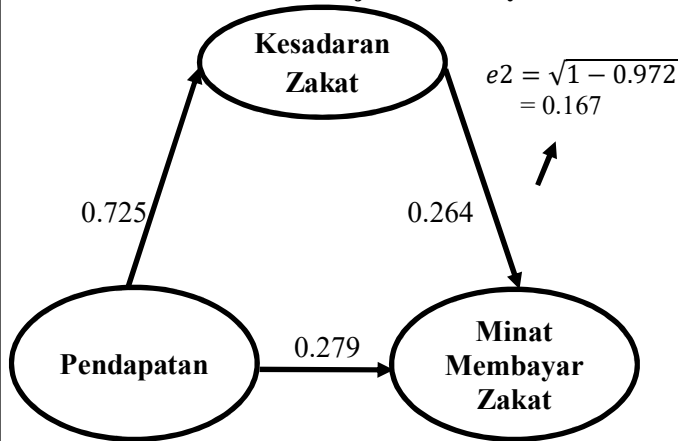 Kesadaran
Zakat
e2 = √1 − 0.972
= 0.167
0.725
0.264
Pendapatan
0.279
Minat
Membayar
Zakat